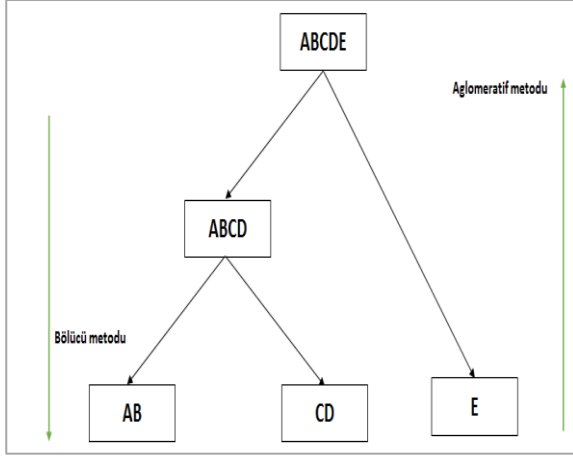 ABCDE
Aglomeratif metodu
ABCD
Bölücü metodu
AB
CD
E